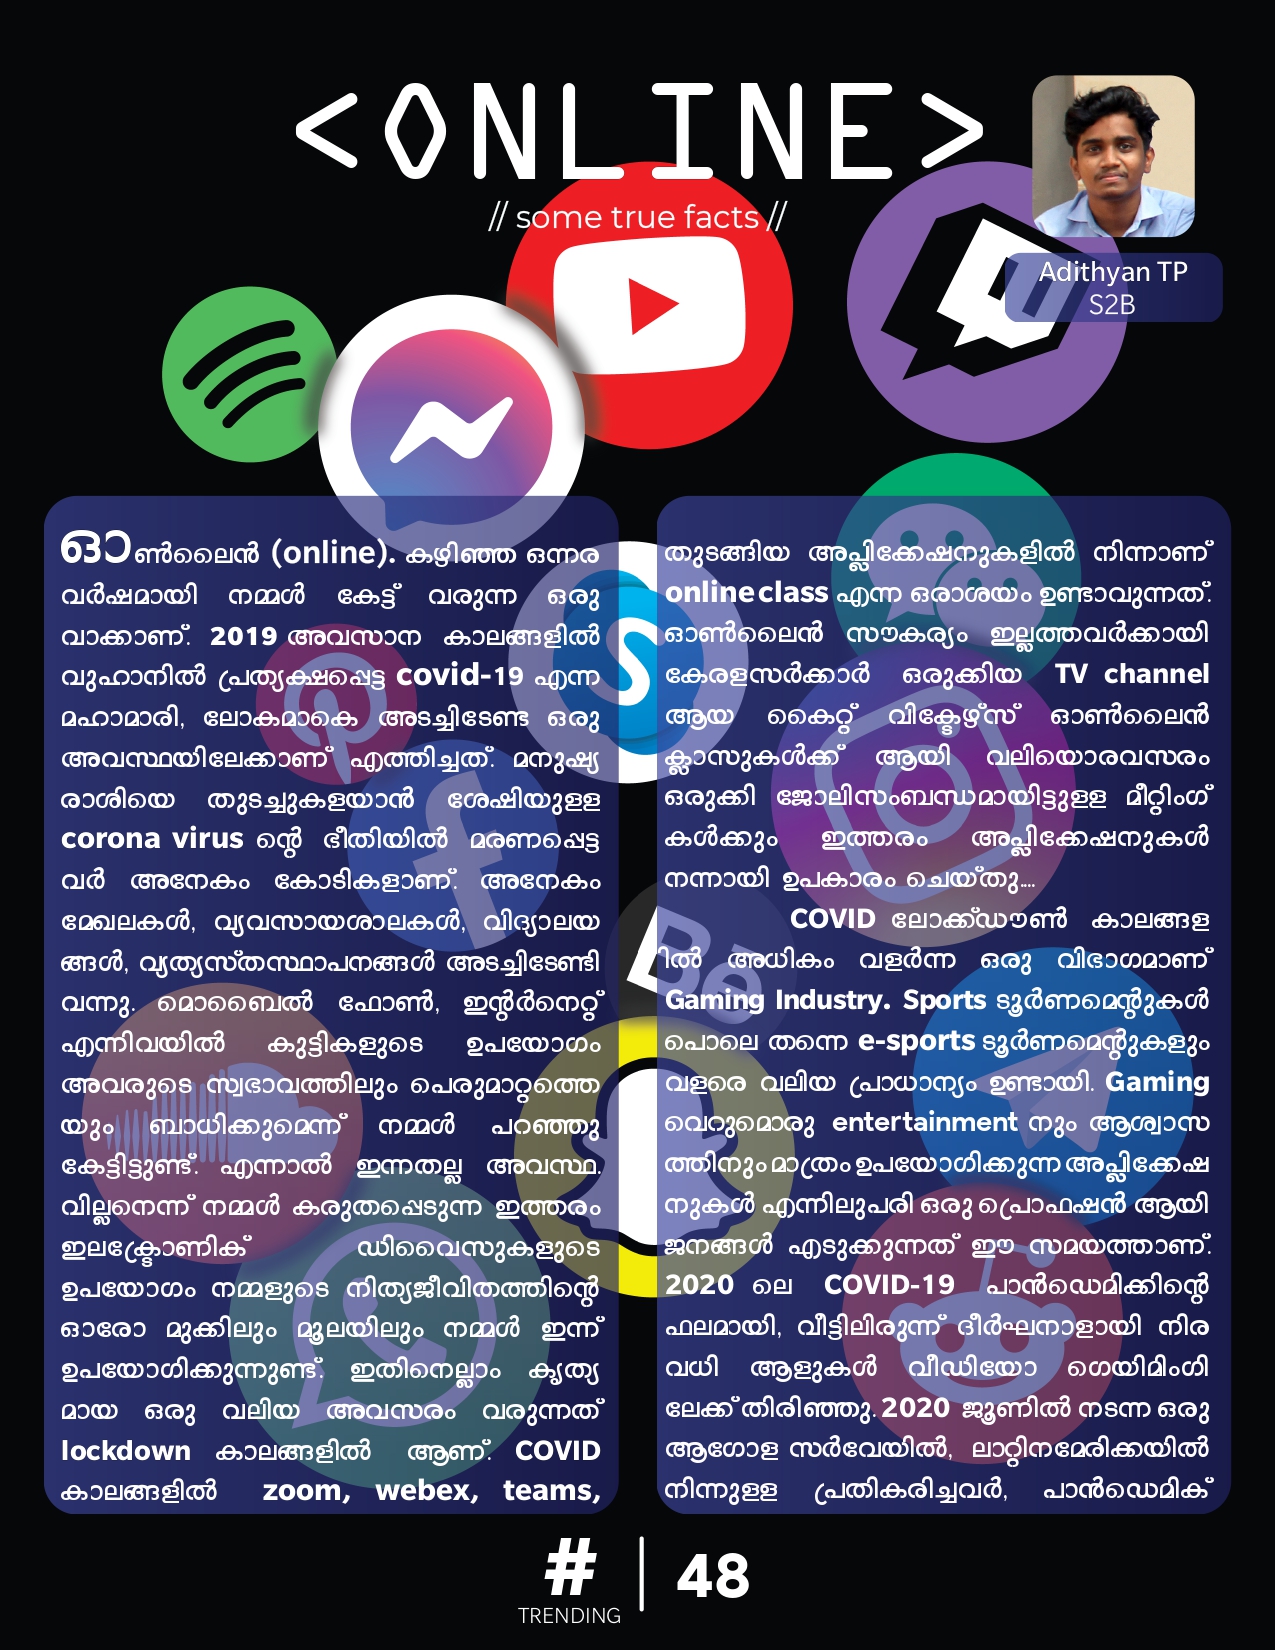 <ONLINE>
// some true facts //
Adithyan TP
S2B
ഓൺലൈൻ (online). കഴിഞ്ഞ ഒന്നര
വർഷമായി നമ്മൾ കേട്ട് വരുന്ന ഒരു
വാക്കാണ്. 2019 അവസാന കാലങ്ങളിൽ
വുഹാനിൽ പ്രത്യക്ഷപ്പെട്ട covid-19 എന്ന
മഹാമാരി, ലോകമാകെ അടച്ചിടേണ്ട ഒരു
അവസ്ഥയിലേക്കാണ് എത്തിച്ചത്. മനുഷ്യ
രാശിയെ തുടച്ചുകളയാൻ ശേഷിയുളള
corona virus ന്റെ ഭീതിയിൽ മരണപ്പെട്ട
വർ അനേകം കോടികളാണ്. അനേകം
മേഖലകൾ, വ്യവസായശാലകൾ, വിദ്യാലയ
ങ്ങൾ, വ്യത്യസ്തസ്ഥാപനങ്ങൾ അടച്ചിടേണ്ടി
വന്നു. മൊബൈൽ ഫോൺ, ഇന്റർനെറ്റ്
എന്നിവയിൽ കുട്ടികളുടെ ഉപയോഗം
അവരുടെ സ്വഭാവത്തിലും പെരുമാറ്റത്തെ
യും ബാധിക്കുമെന്ന് നമ്മൾ പറഞ്ഞു
കേട്ടിട്ടുണ്ട്. എന്നാൽ ഇന്നതല്ല അവസ്ഥ.
വില്ലനെന്ന് നമ്മൾ കരുതപ്പെടുന്ന ഇത്തരം
ഇലക്ട്രോണിക് ഡിവൈസുകളുടെ
ഉപയോഗം നമ്മളുടെ നിത്യജീവിതത്തിന്റെ
ഓരോ മുക്കിലും മൂലയിലും നമ്മൾ ഇന്ന്
ഉപയോഗിക്കുന്നുണ്ട്. ഇതിനെല്ലാം കൃത്യ
മായ ഒരു വലിയ അവസരം വരുന്നത്
lockdown കാലങ്ങളിൽ ആണ്. COVID
കാലങ്ങളിൽ zoom, webex, teams,
തുടങ്ങിയ അപ്ലിക്കേഷനുകളിൽ നിന്നാണ്
online class എന്ന ഒരാശയം ഉണ്ടാവുന്നത്.
ഓൺലൈൻ സൗകര്യം ഇല്ലത്തവർക്കായി
കേരളസർക്കാർ ഒരുക്കിയ TV channel
ആയ കൈറ്റ് വിക്ടേഴ്സ് ഓൺലൈൻ
ക്ലാസുകൾക്ക് ആയി വലിയൊരവസരം
ഒരുക്കി ജോലിസംബന്ധമായിട്ടുളള മീറ്റിംഗ്
കൾക്കും ഇത്തരം അപ്ലിക്കേഷനുകൾ
നന്നായി ഉപകാരം ചെയ്തു....
COVID ലോക്ക്ഡൗൺ കാലങ്ങള
ിൽ അധികം വളർന്ന ഒരു വിഭാഗമാണ്
Gaming Industry. Sports ടൂർണമെന്റുകൾ
പൊലെ തന്നെ e-sports ടൂർണമെന്റുകളും
വളരെ വലിയ പ്രാധാന്യം ഉണ്ടായി. Gaming
വെറുമൊരു entertainment നും ആശ്വാസ
ത്തിനും മാത്രം ഉപയോഗിക്കുന്ന അപ്ലിക്കേഷ
നുകൾ എന്നിലുപരി ഒരു പ്രൊഫഷൻ ആയി
ജനങ്ങൾ എടുക്കുന്നത് ഈ സമയത്താണ്.
2020 ലെ COVID-19 പാൻഡെമിക്കിന്റെ
ഫലമായി, വീട്ടിലിരുന്ന് ദീർഘനാളായി നിര
വധി ആളുകൾ വീഡിയോ ഗെയിമിംഗി
ലേക്ക് തിരിഞ്ഞു. 2020 ജൂണിൽ നടന്ന ഒരു
ആഗോള സർവേയിൽ, ലാറ്റിനമേരിക്കയിൽ
നിന്നുളള പ്രതികരിച്ചവർ, പാൻഡെമിക്
#
TRENDING
48